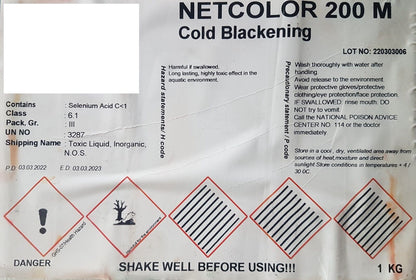 NETCOLOR 200 M
Cold Blackening
LOT NO: 220303006
Hazard statements/ H code
Harmful if swallowed.
Long lasting, highly toxic effect in the
aquatic environment.
Precautionary statement / P code
Wash thoroughly with water after
handling.
Avoid release to the environment.
Wear protective gloves/protective
clothing/eye protection/face protection.
IF SWALLOWED: rinse mouth. DO
NOT try to vomit.
Call the NATIONAL POISON ADVICE
CENTER NO: 114 or the doctor
immediately.
Store in a cool , dry, ventilated area away from
sources of heat,moisture and direct
sunlight Store conditions in temperatures + 4 /
30.0C
Contains : Selenium Acid C<1
Class : 6.1
Pack. Gr. : III
UN NO : 3287
Shipping Name : Toxic Liquid, Inorganic,
N.O.S.
P.D: 03.03.2022 E.D: 03.03.2023
DANGER
SHAKE WELL BEFORE USING!!!
1 KG